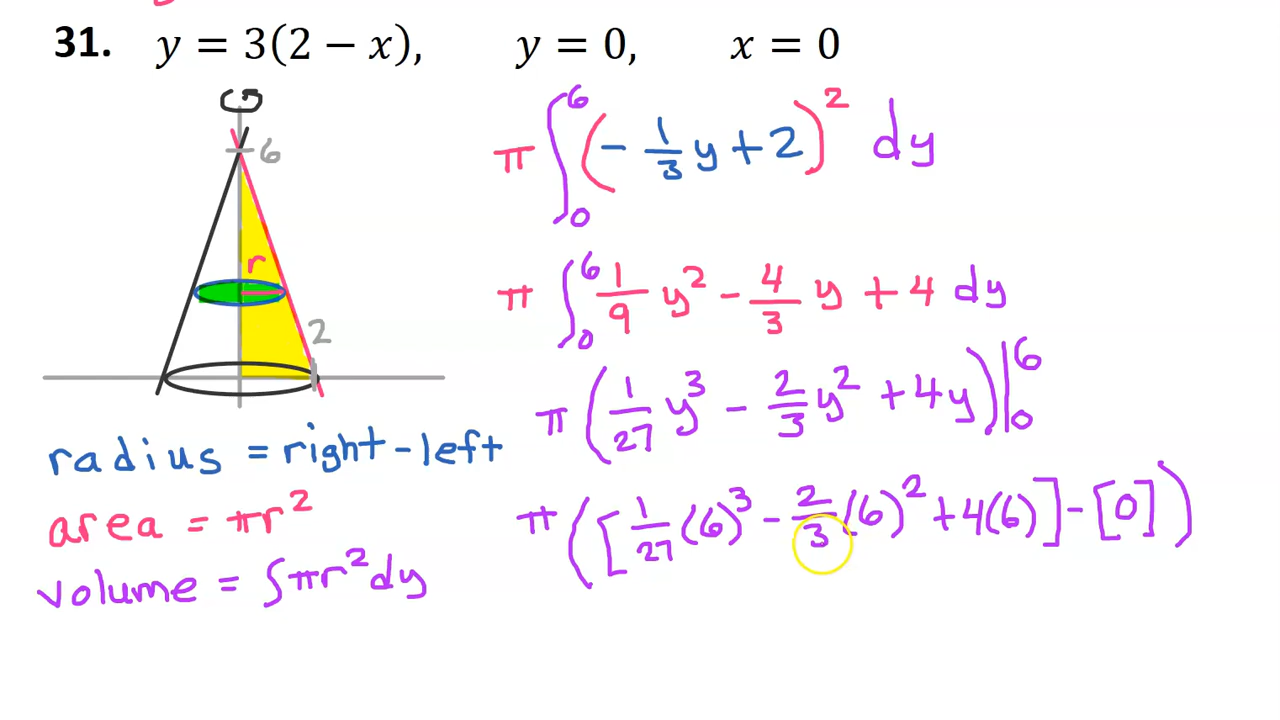 31. y = 3(2 − x), y = 0, x = 0
6
r
2
radius = right - left
area = πr²
volume = ∫πr²dy
π ∫₀⁶ (- 1/3 y + 2)² dy
π ∫₀⁶ 1/9 y² - 4/3 y + 4 dy
π (1/27 y³ - 2/3 y² + 4y) |₀⁶
π ([1/27 (6)³ - 2/3 (6)² + 4(6)] - [0])